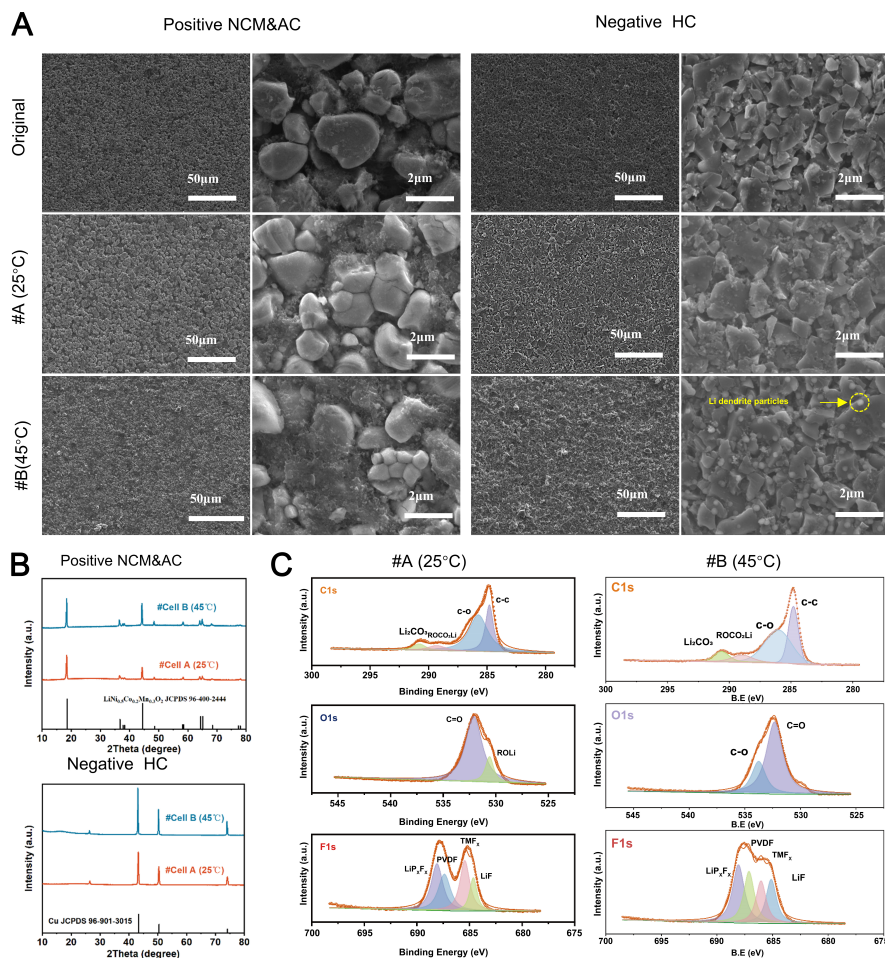 A
Positive NCM&AC
Negative HC
Original
50μm
2μm
50μm
2μm
#A (25°C)
50μm
2μm
50μm
2μm
#B(45°C)
50μm
2μm
50μm
Li dendrite particles
2μm
B
Positive NCM&AC
Intensity (a.u.)
#Cell B (45℃)
#Cell A (25℃)
LiNi0.5Co0.2Mn0.3O2 JCPDS 96-400-2444
10 20 30 40 50 60 70 80
2Theta (degree)
Negative HC
Intensity (a.u.)
#Cell B (45℃)
#Cell A (25℃)
Cu JCPDS 96-901-3015
10 20 30 40 50 60 70 80
2Theta (degree)
C
#A (25°C)
#B (45°C)
C1s
Intensity (a.u.)
Li₂CO₃
ROCO₂Li
C-O
C-C
300 295 290 285 280
Binding Energy (eV)
C1s
Intensity (a.u.)
Li₂CO₃
ROCO₂Li
C-O
C-C
300 295 290 285 280
B.E (eV)
O1s
Intensity (a.u.)
C=O
ROLi
545 540 535 530 525
Binding Energy (eV)
O1s
Intensity (a.u.)
C-O
C=O
545 540 535 530 525
B.E (eV)
F1s
Intensity (a.u.)
LiPxFx
PVDF
TMFx
LiF
700 695 690 685 680 675
Binding Energy (eV)
F1s
Intensity (a.u.)
LiPxFx
PVDF
TMFx
LiF
700 695 690 685 680 675
B.E (eV)